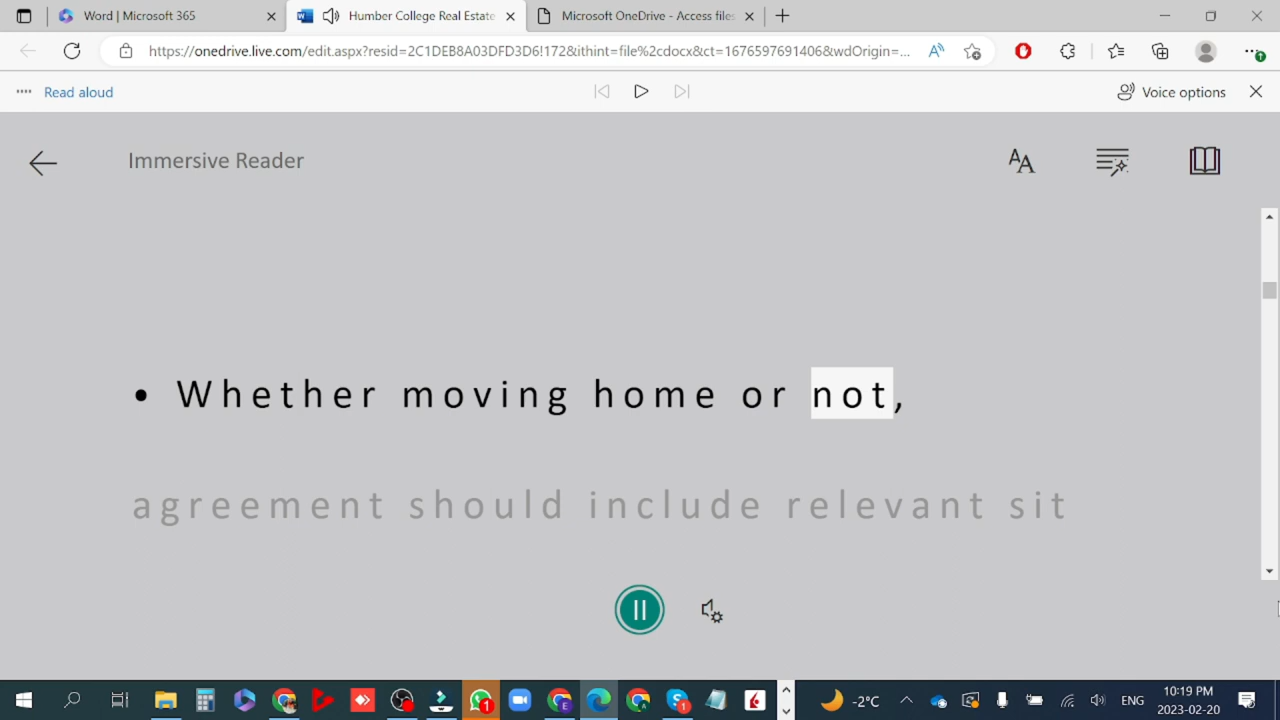 Word | Microsoft 365
Humber College Real Estate
Microsoft OneDrive - Access files
https://onedrive.live.com/edit.aspx?resid=2C1DEB8A03DFD3D6!172&ithint=file%2cdocx&ct=1676597691406&wdOrigin=...
Read aloud
Voice options
Immersive Reader
• Whether moving home or not,
agreement should include relevant sit
-2°C
ENG
10:19 PM
2023-02-20